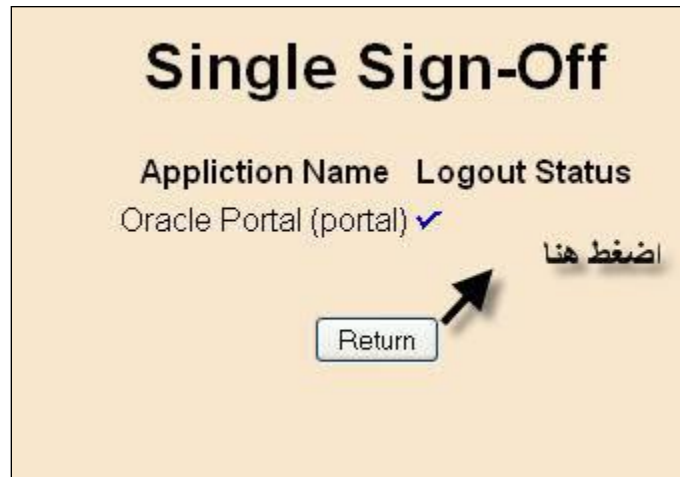 Single Sign-Off
Appliction Name Logout Status
Oracle Portal (portal)
اضغط هنا
Return